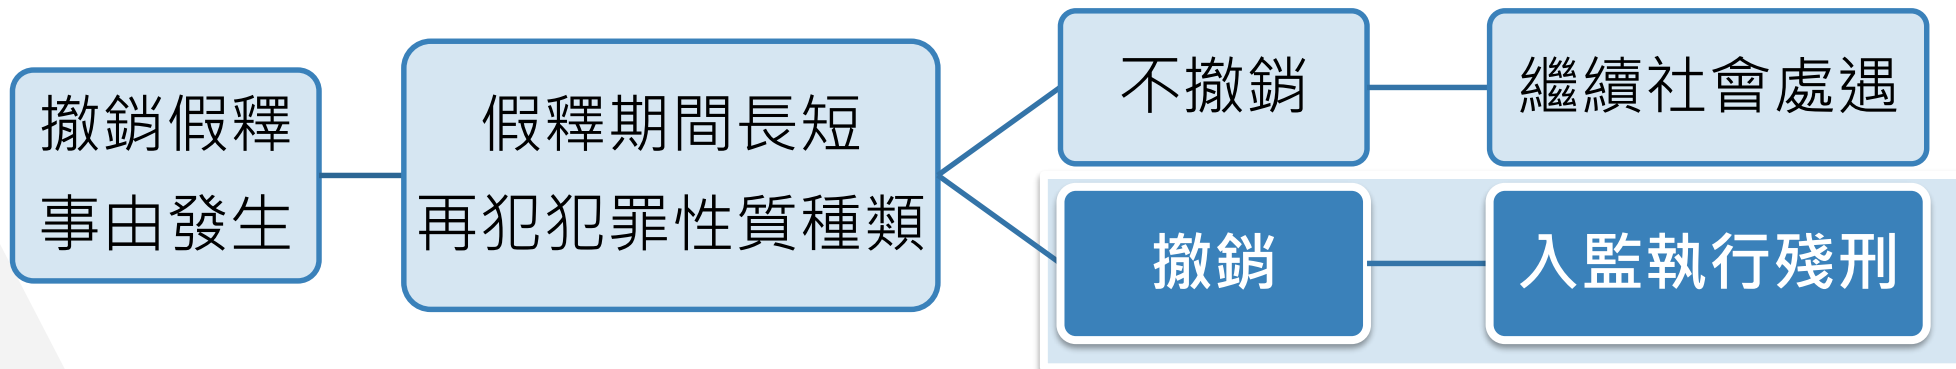 撤銷假釋
事由發生
假釋期間長短
再犯犯罪性質種類
不撤銷
繼續社會處遇
撤銷
入監執行殘刑